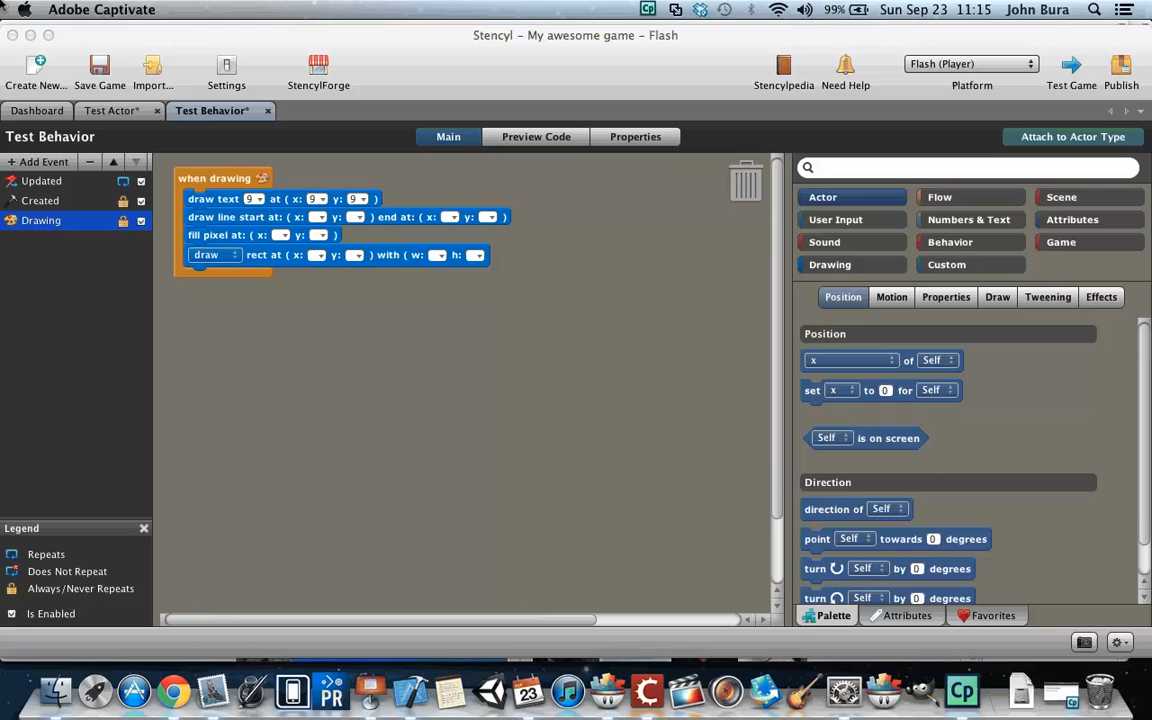 Adobe Captivate 99% Sun Sep 23 11:15 John Bura
Stencyl - My awesome game - Flash
Create New... Save Game Import... Settings StencylForge Stencylpedia Need Help Flash (Player) Platform Test Game Publish
Dashboard Test Actor* Test Behavior*
Test Behavior Main Preview Code Properties Attach to Actor Type
+ Add Event
Updated
Created
Drawing
when drawing
draw text 9 at ( x: 9 y: 9 )
draw line start at: ( x: y: ) end at: ( x: y: )
fill pixel at: ( x: y: )
draw rect at ( x: y: ) with ( w: h:
Actor Flow Scene
User Input Numbers & Text Attributes
Sound Behavior Game
Drawing Custom
Position Motion Properties Draw Tweening Effects
Position
x of Self
set x to 0 for Self
Self is on screen
Direction
direction of Self
point Self towards 0 degrees
turn Self by 0 degrees
turn Self by 0 degrees
Palette Attributes Favorites
Legend
Repeats
Does Not Repeat
Always/Never Repeats
Is Enabled
PR
23
Cp